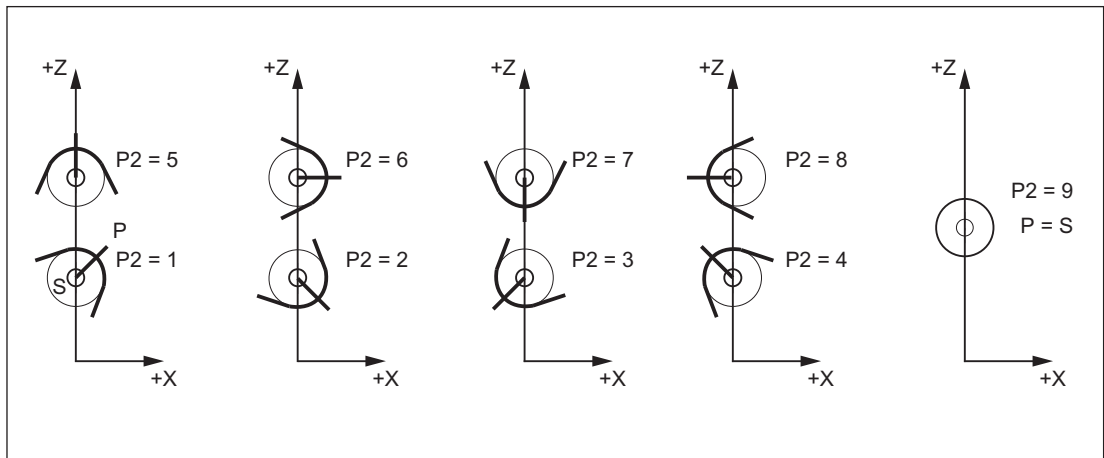 +Z
P2 = 5
P
P2 = 1
S
+X
+Z
P2 = 6
P2 = 2
+X
+Z
P2 = 7
P2 = 3
+X
+Z
P2 = 8
P2 = 4
+X
+Z
P2 = 9
P = S
+X